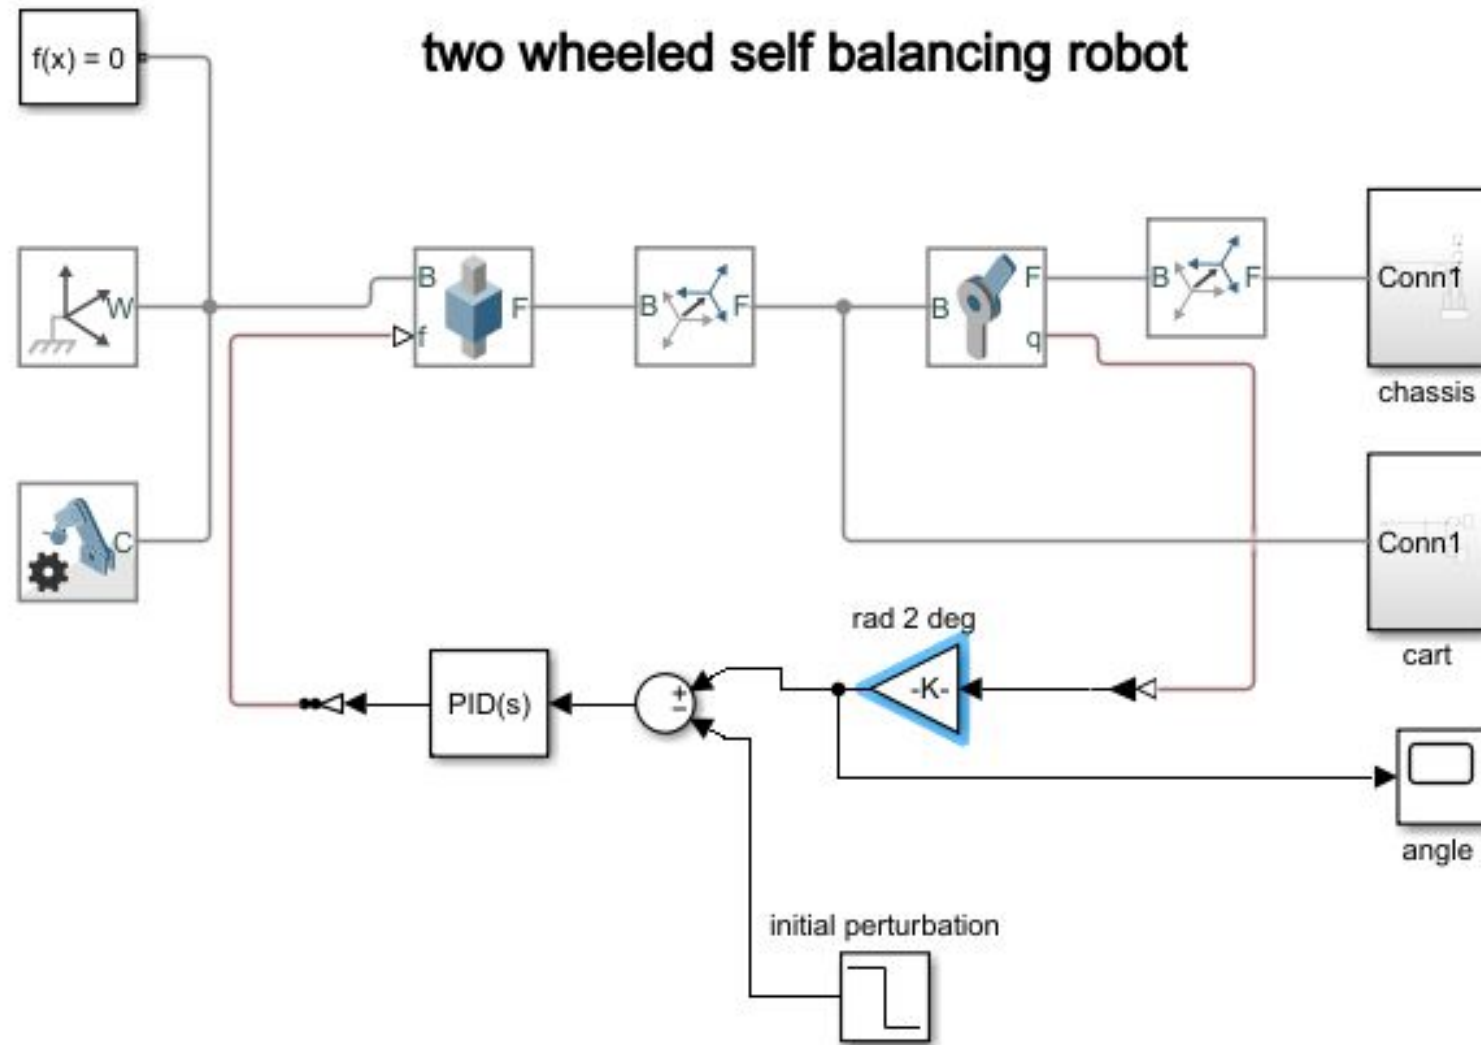 two wheeled self balancing robot
f(x) = 0
W
B
f
F
B
F
B
F
q
B
F
Conn1
chassis
C
Conn1
cart
rad 2 deg
-K-
+
−
PID(s)
angle
initial perturbation